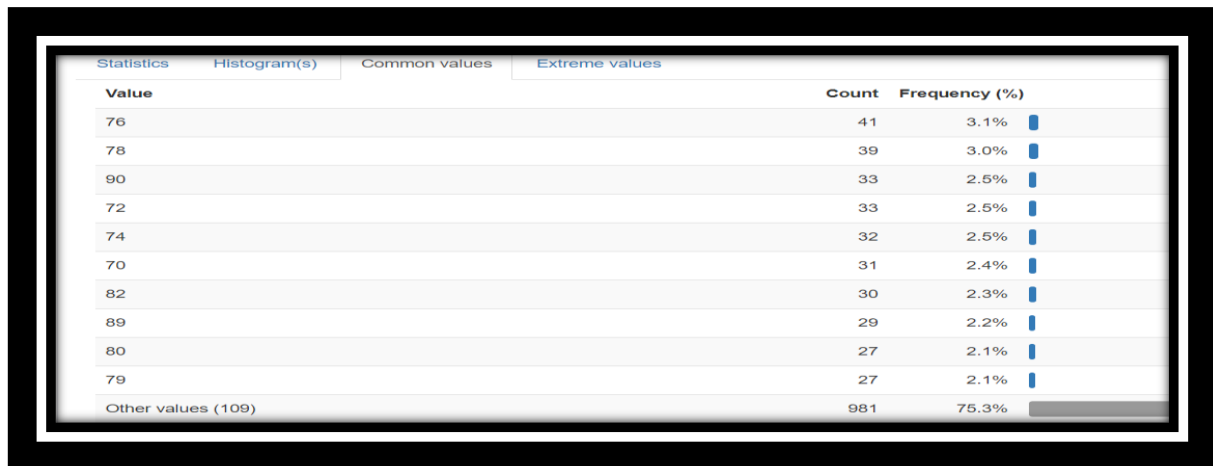 Statistics Histogram(s) Common values Extreme values
Value Count Frequency (%)
76 41 3.1%
78 39 3.0%
90 33 2.5%
72 33 2.5%
74 32 2.5%
70 31 2.4%
82 30 2.3%
89 29 2.2%
80 27 2.1%
79 27 2.1%
Other values (109) 981 75.3%